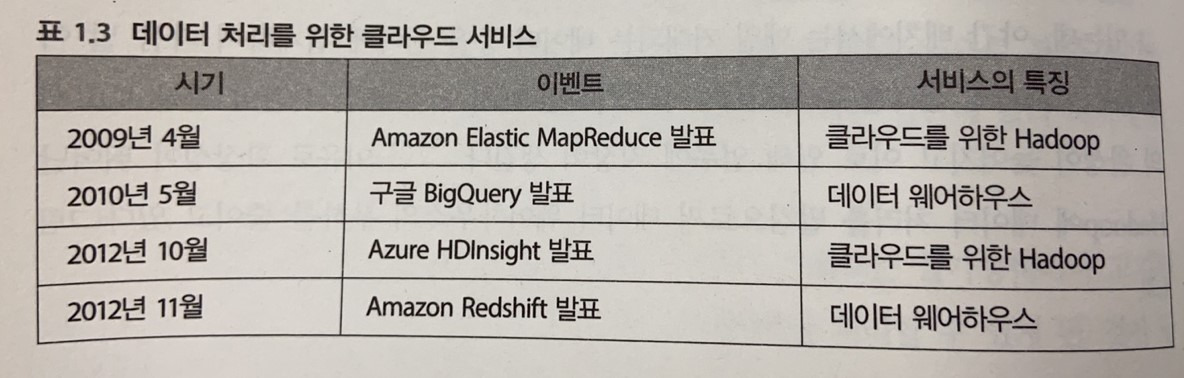 표 1.3 데이터 처리를 위한 클라우드 서비스
시기 이벤트 서비스의 특징
2009년 4월 Amazon Elastic MapReduce 발표 클라우드를 위한 Hadoop
2010년 5월 구글 BigQuery 발표 데이터 웨어하우스
2012년 10월 Azure HDInsight 발표 클라우드를 위한 Hadoop
2012년 11월 Amazon Redshift 발표 데이터 웨어하우스